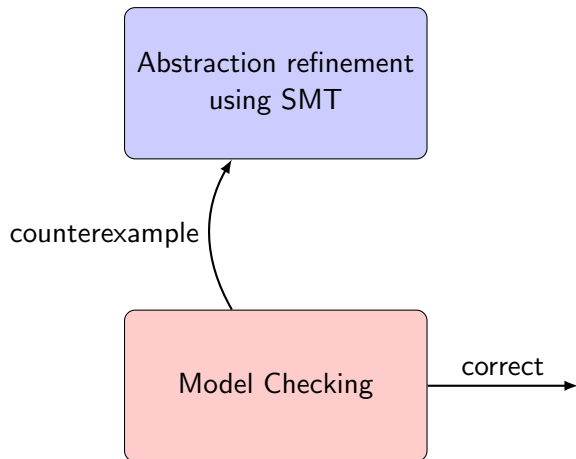 Abstraction refinement
using SMT
counterexample
correct
Model Checking